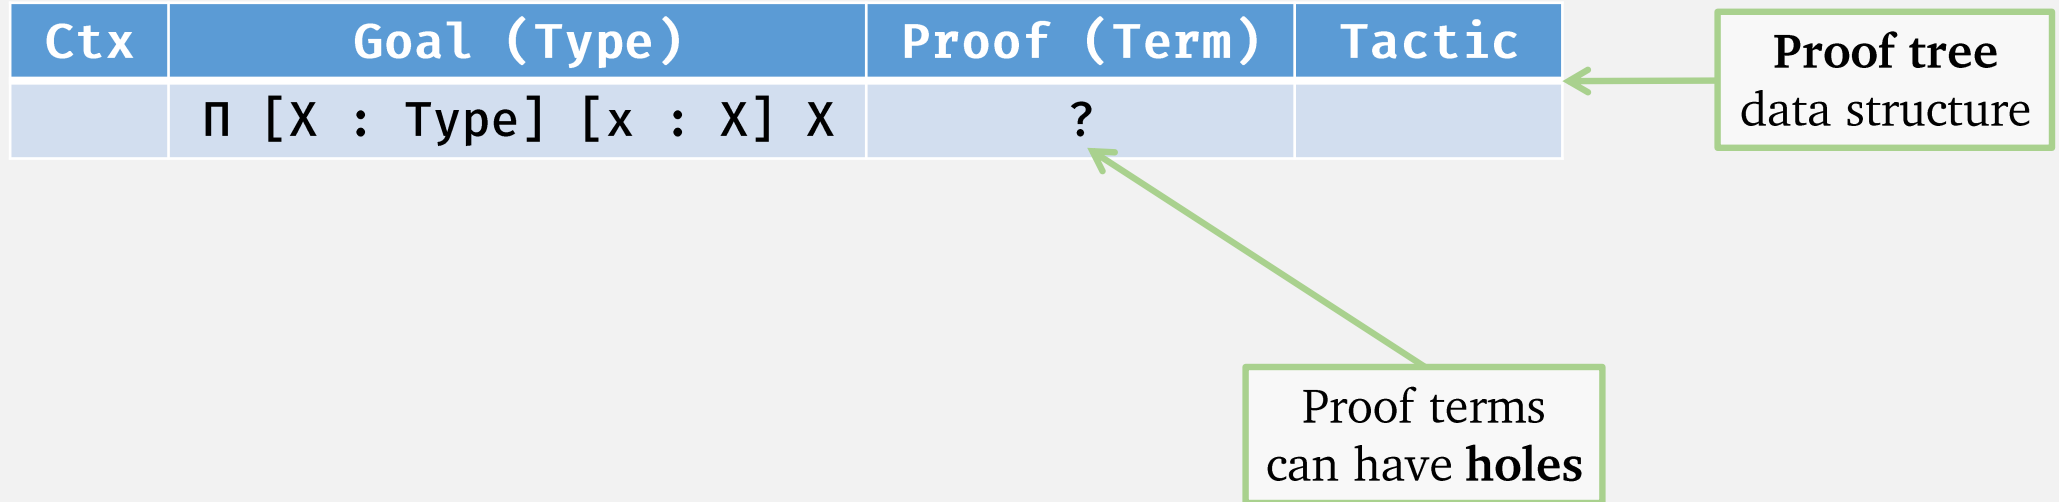 Ctx Goal (Type) Proof (Term) Tactic
Π [X : Type] [x : X] X ?
Proof tree
data structure
Proof terms
can have holes